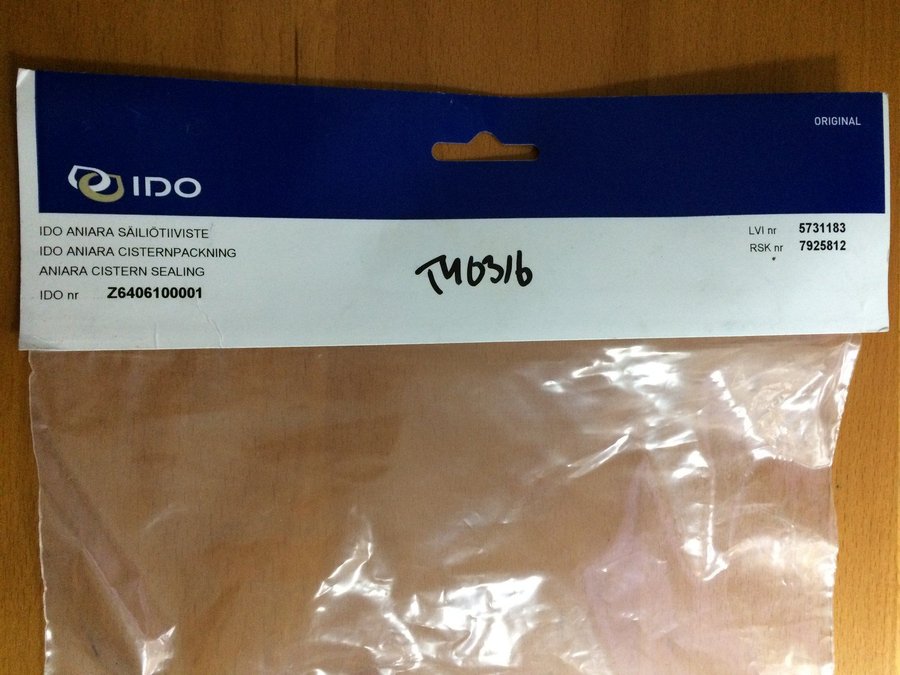 ORIGINAL
IDO
IDO ANIARA SÄILIÖTIIVISTE
IDO ANIARA CISTERNPACKNING
ANIARA CISTERN SEALING
IDO nr Z6406100001
LVI nr 5731183
RSK nr 7925812
TM0316